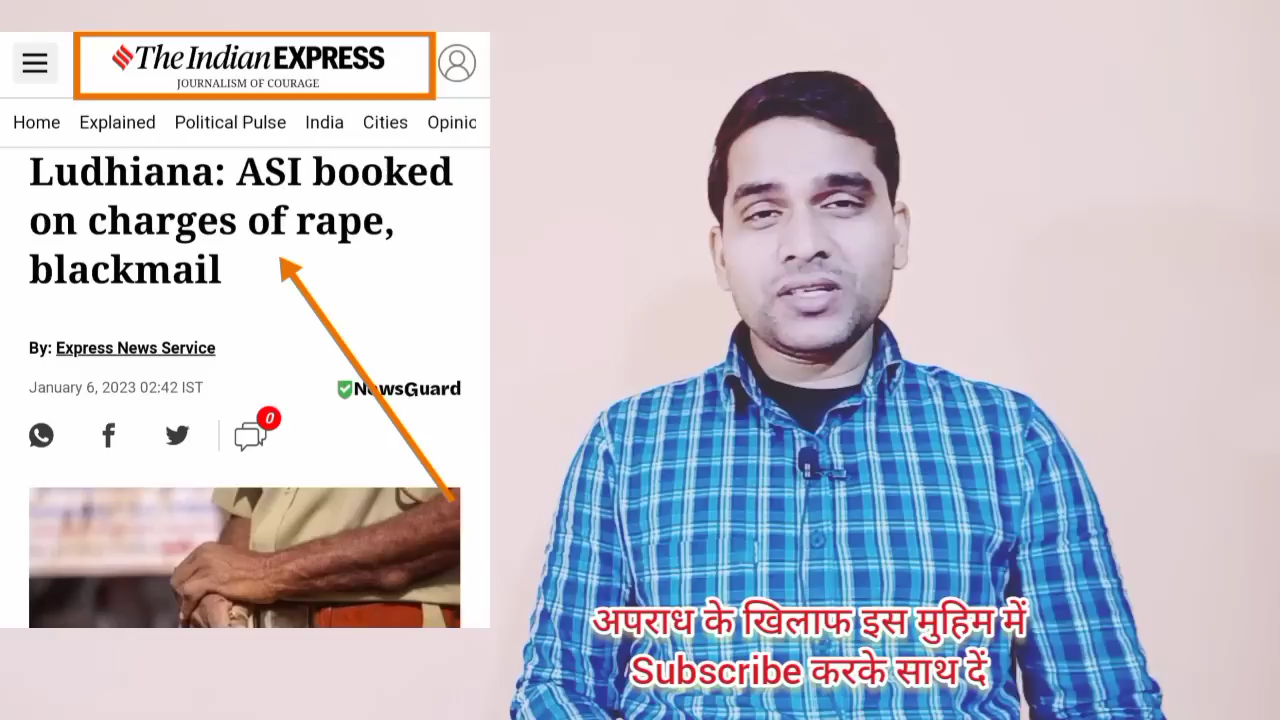 The Indian EXPRESS
JOURNALISM OF COURAGE
Home Explained Political Pulse India Cities Opinic
Ludhiana: ASI booked
on charges of rape,
blackmail
By: Express News Service
January 6, 2023 02:42 IST
NewsGuard
0
अपराध के खिलाफ इस मुहिम में
Subscribe करके साथ दें